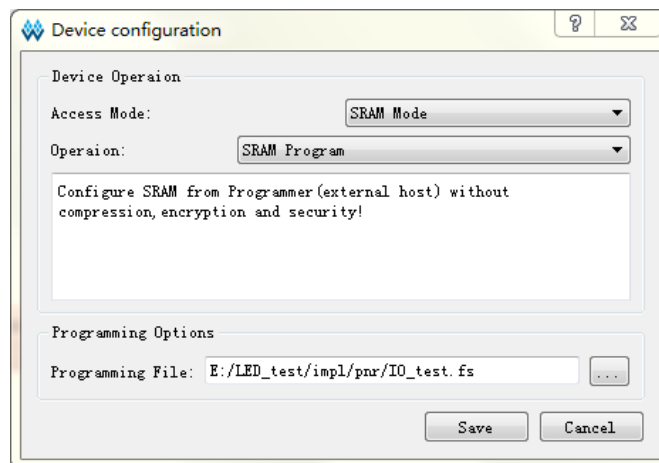 Device configuration
Device Operaion
Access Mode: SRAM Mode
Operaion: SRAM Program
Configure SRAM from Programmer(external host) without
compression,encryption and security!
Programming Options
Programming File: E:/LED_test/impl/pnr/IO_test.fs ...
Save Cancel